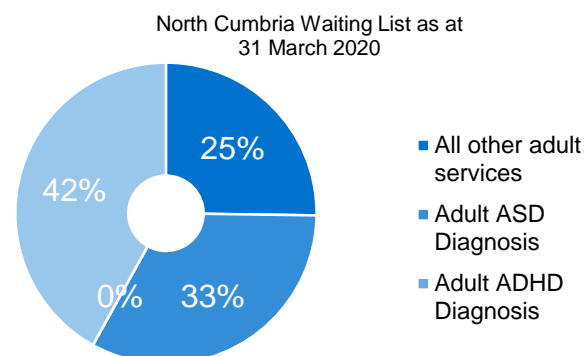 North Cumbria Waiting List as at
31 March 2020
25%
42%
0%
33%
All other adult
services
Adult ASD
Diagnosis
Adult ADHD
Diagnosis